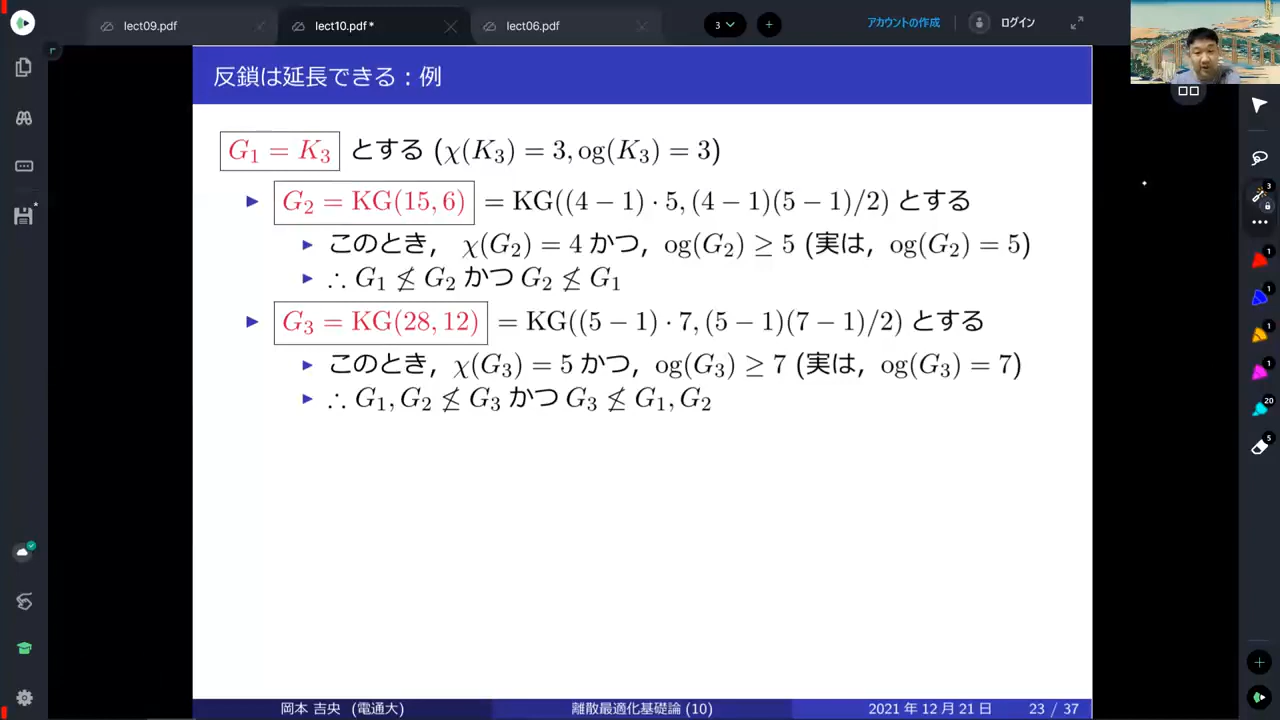 lect09.pdf
lect10.pdf *
lect06.pdf
3
アカウントの作成
ログイン
反鎖は延長できる：例
G₁ = K₃ とする (χ(K₃) = 3, og(K₃) = 3)
G₂ = KG(15, 6) = KG((4 − 1) · 5, (4 − 1)(5 − 1)/2) とする
このとき， χ(G₂) = 4 かつ，og(G₂) ≥ 5 (実は，og(G₂) = 5)
∴ G₁ ≰ G₂ かつ G₂ ≰ G₁
G₃ = KG(28, 12) = KG((5 − 1) · 7, (5 − 1)(7 − 1)/2) とする
このとき，χ(G₃) = 5 かつ，og(G₃) ≥ 7 (実は，og(G₃) = 7)
∴ G₁, G₂ ≰ G₃ かつ G₃ ≰ G₁, G₂
岡本 吉央 (電通大)
離散最適化基礎論 (10)
2021 年 12 月 21 日
23 / 37
3
1
1
1
1
20
5